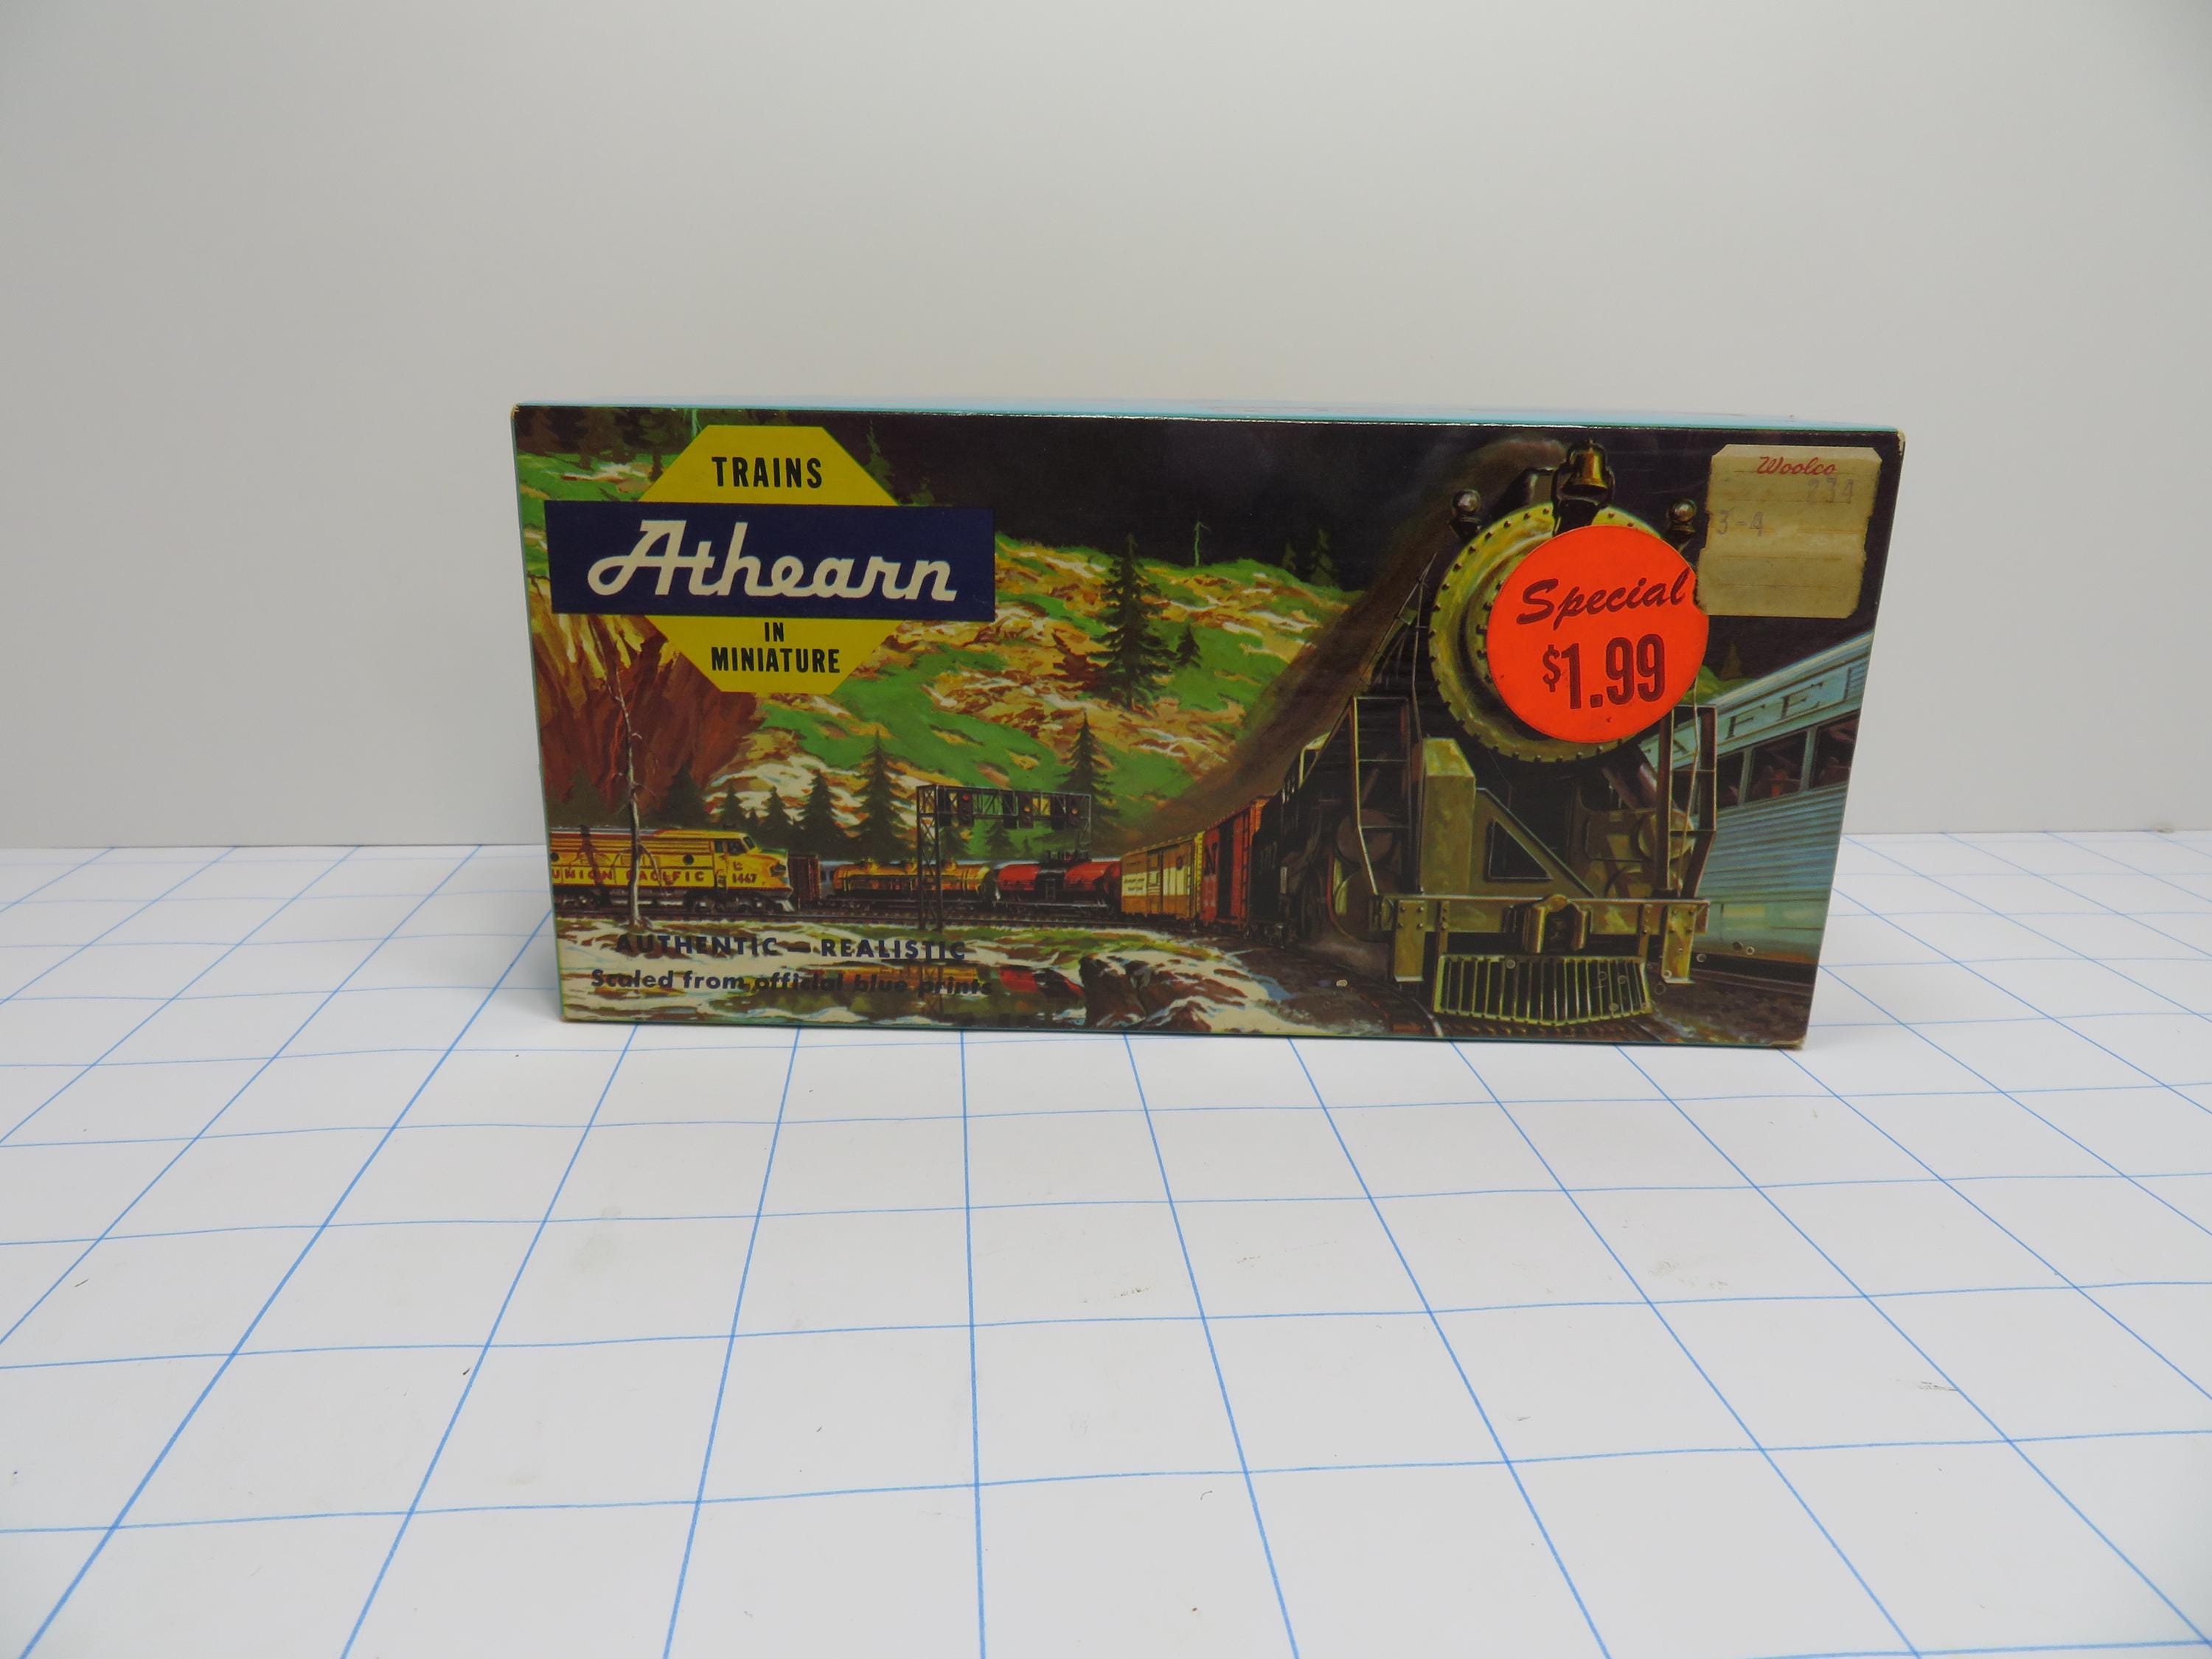 TRAINS
Athearn
IN
MINIATURE
Woolco
234
3-4
Special
$1.99
UNION PACIFIC
1467
AUTHENTIC — REALISTIC
Scaled from official blue prints